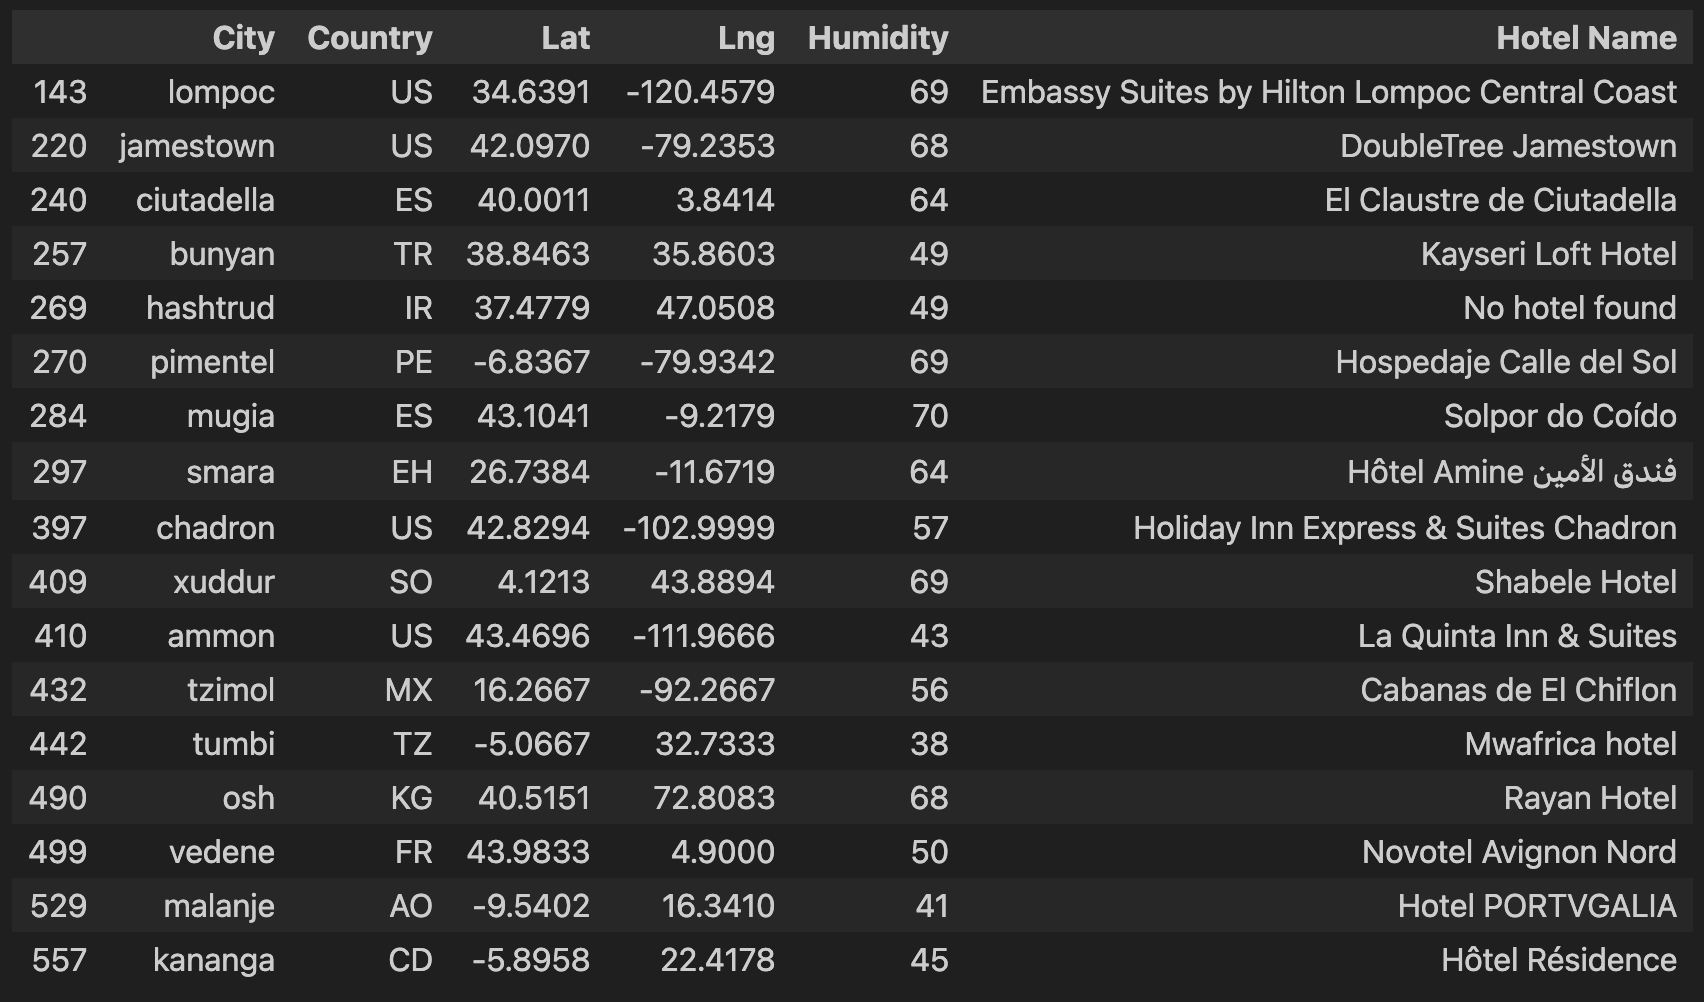 City Country Lat Lng Humidity Hotel Name
143 lompoc US 34.6391 -120.4579 69 Embassy Suites by Hilton Lompoc Central Coast
220 jamestown US 42.0970 -79.2353 68 DoubleTree Jamestown
240 ciutadella ES 40.0011 3.8414 64 El Claustre de Ciutadella
257 bunyan TR 38.8463 35.8603 49 Kayseri Loft Hotel
269 hashtrud IR 37.4779 47.0508 49 No hotel found
270 pimentel PE -6.8367 -79.9342 69 Hospedaje Calle del Sol
284 mugia ES 43.1041 -9.2179 70 Solpor do Coído
297 smara EH 26.7384 -11.6719 64 Hôtel Amine فندق الأمين
397 chadron US 42.8294 -102.9999 57 Holiday Inn Express & Suites Chadron
409 xuddur SO 4.1213 43.8894 69 Shabele Hotel
410 ammon US 43.4696 -111.9666 43 La Quinta Inn & Suites
432 tzimol MX 16.2667 -92.2667 56 Cabanas de El Chiflon
442 tumbi TZ -5.0667 32.7333 38 Mwafrica hotel
490 osh KG 40.5151 72.8083 68 Rayan Hotel
499 vedene FR 43.9833 4.9000 50 Novotel Avignon Nord
529 malanje AO -9.5402 16.3410 41 Hotel PORTVGALIA
557 kananga CD -5.8958 22.4178 45 Hôtel Résidence